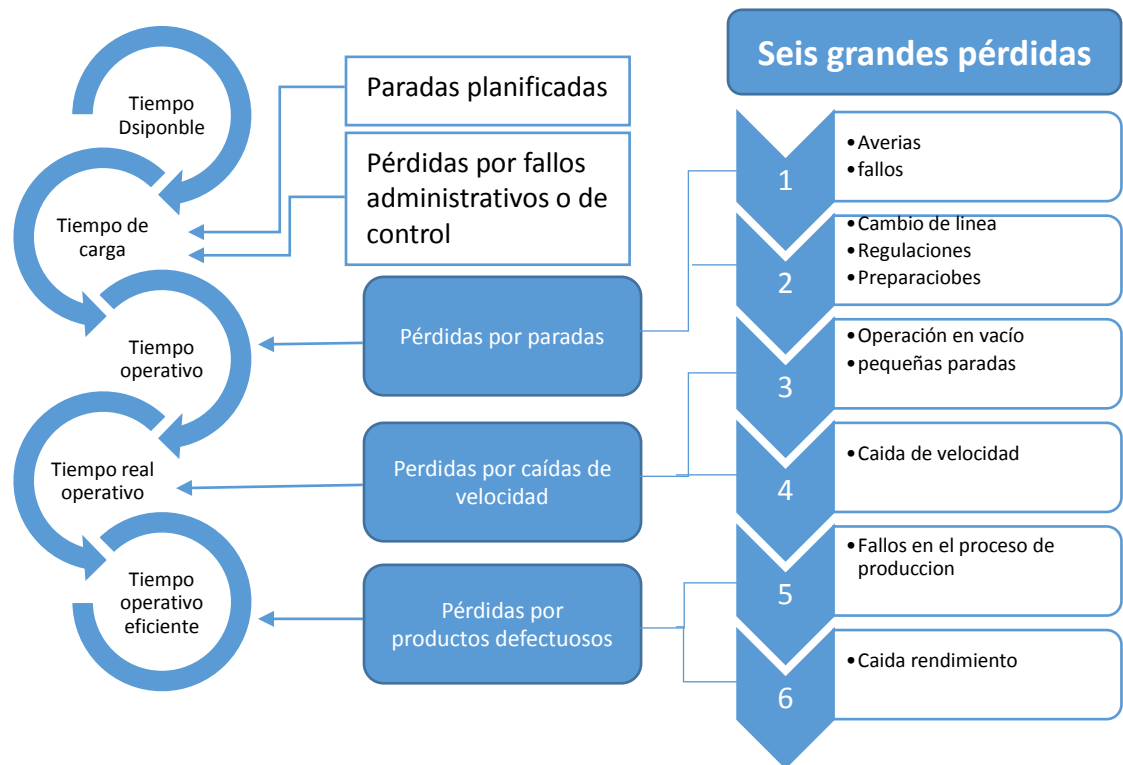 Tiempo
Dsiponble
Tiempo de
carga
Tiempo
operativo
Tiempo real
operativo
Tiempo
operativo
eficiente
Paradas planificadas
Pérdidas por fallos
administrativos o de
control
Pérdidas por paradas
Perdidas por caídas de
velocidad
Pérdidas por
productos defectuosos
Seis grandes pérdidas
1
•Averias
•fallos
2
•Cambio de linea
•Regulaciones
•Preparaciobes
3
•Operación en vacío
•pequeñas paradas
4
•Caida de velocidad
5
•Fallos en el proceso de
produccion
6
•Caida rendimiento